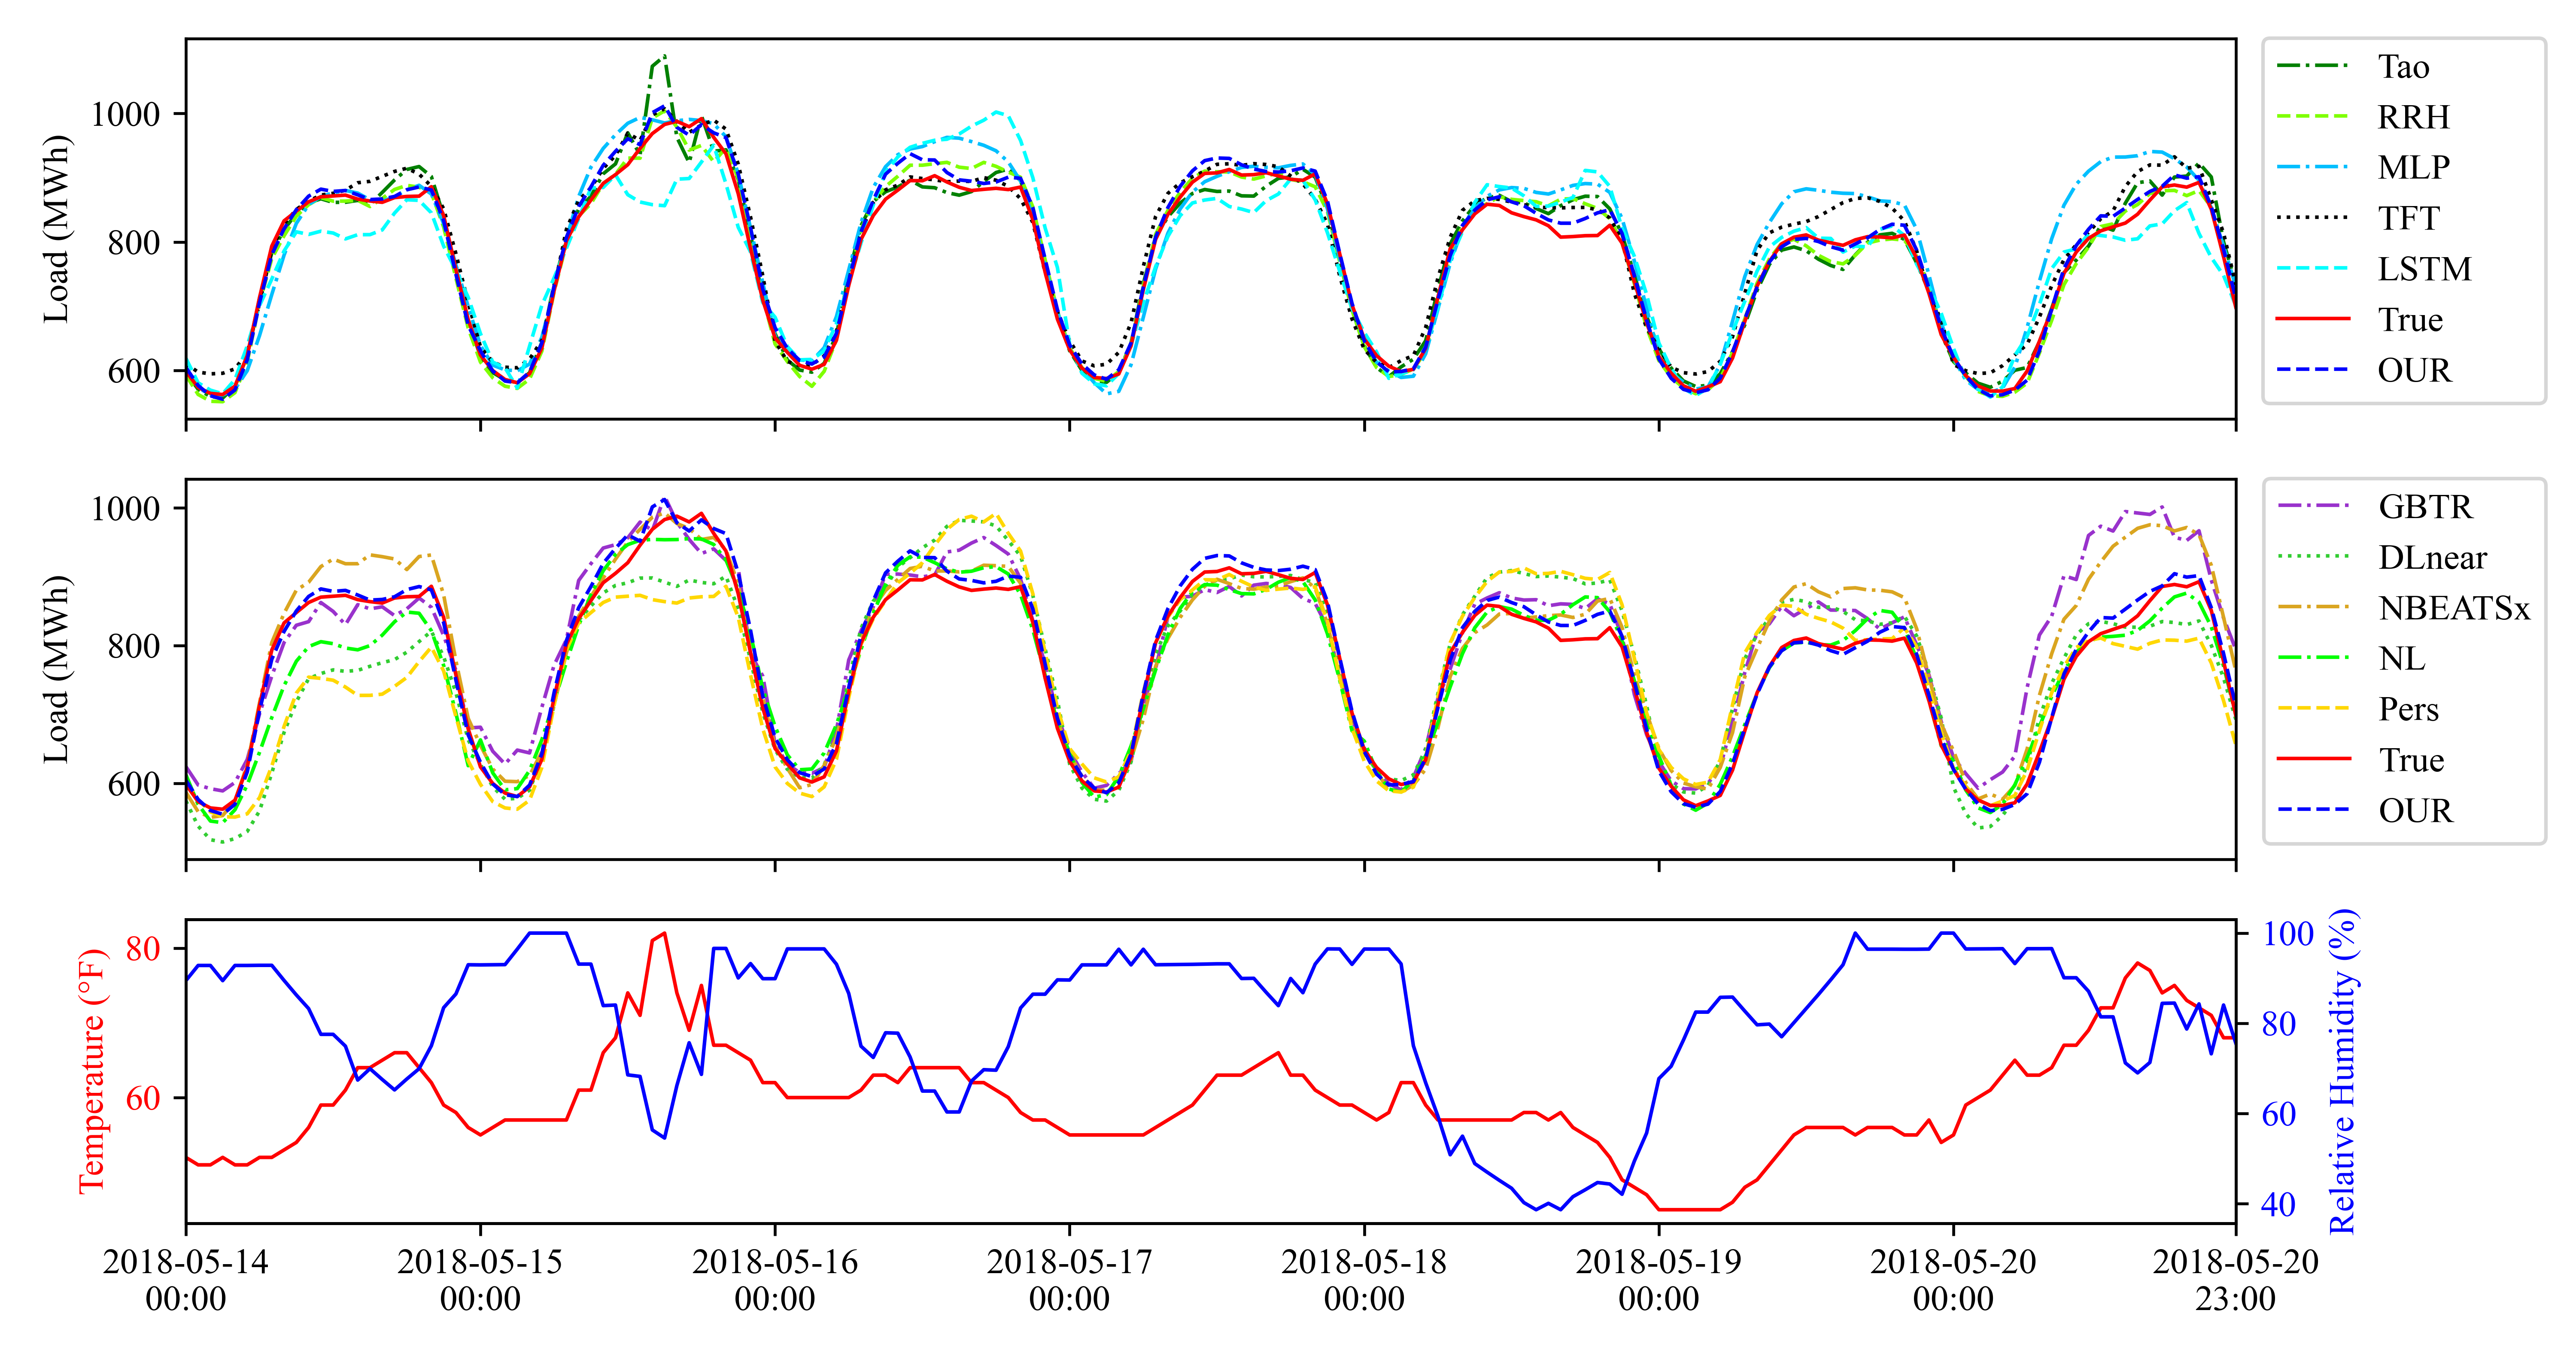 Load (MWh)
1000
800
600
Tao
RRH
MLP
TFT
LSTM
True
OUR
Load (MWh)
1000
800
600
GBTR
DLnear
NBEATSx
NL
Pers
True
OUR
Temperature (°F)
80
60
Relative Humidity (%)
100
80
60
40
2018-05-14
00:00
2018-05-15
00:00
2018-05-16
00:00
2018-05-17
00:00
2018-05-18
00:00
2018-05-19
00:00
2018-05-20
00:00
2018-05-20
23:00